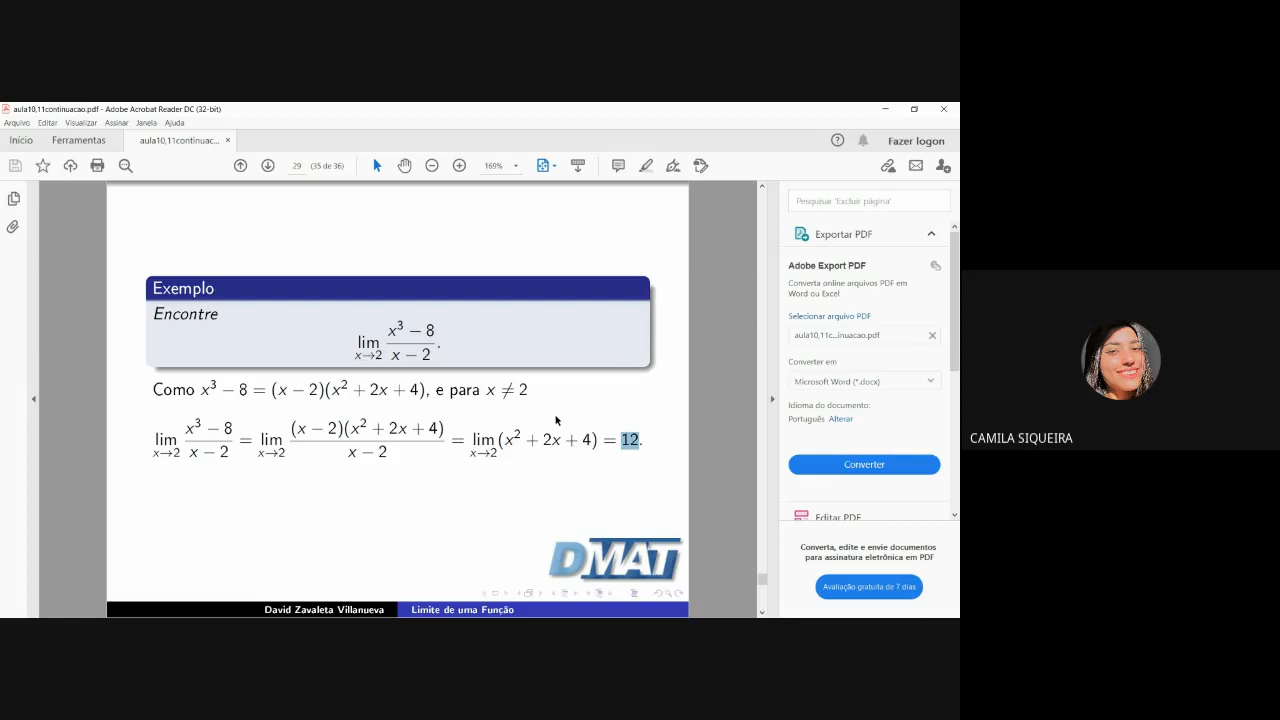 aula10,11continuacao.pdf - Adobe Acrobat Reader DC (32-bit)
Arquivo Editar Visualizar Assinar Janela Ajuda
Início Ferramentas aula10,11continuac... × Fazer logon
29 (35 de 36) 169%
Pesquisar 'Excluir página'
Exportar PDF
Adobe Export PDF
Converta online arquivos PDF em
Word ou Excel
Selecionar arquivo PDF
aula10,11c...inuacao.pdf
Converter em
Microsoft Word (*.docx)
Idioma do documento:
Português Alterar
Converter
Editar PDF
Converta, edite e envie documentos
para assinatura eletrônica em PDF
Avaliação gratuita de 7 dias
Exemplo
Encontre
lim x→2 (x³ − 8)/(x − 2).
Como x³ − 8 = (x − 2)(x² + 2x + 4), e para x ≠ 2
lim x→2 (x³ − 8)/(x − 2) = lim x→2 ((x − 2)(x² + 2x + 4))/(x − 2) = lim x→2 (x² + 2x + 4) = 12.
DMAT
David Zavaleta Villanueva Limite de uma Função
CAMILA SIQUEIRA